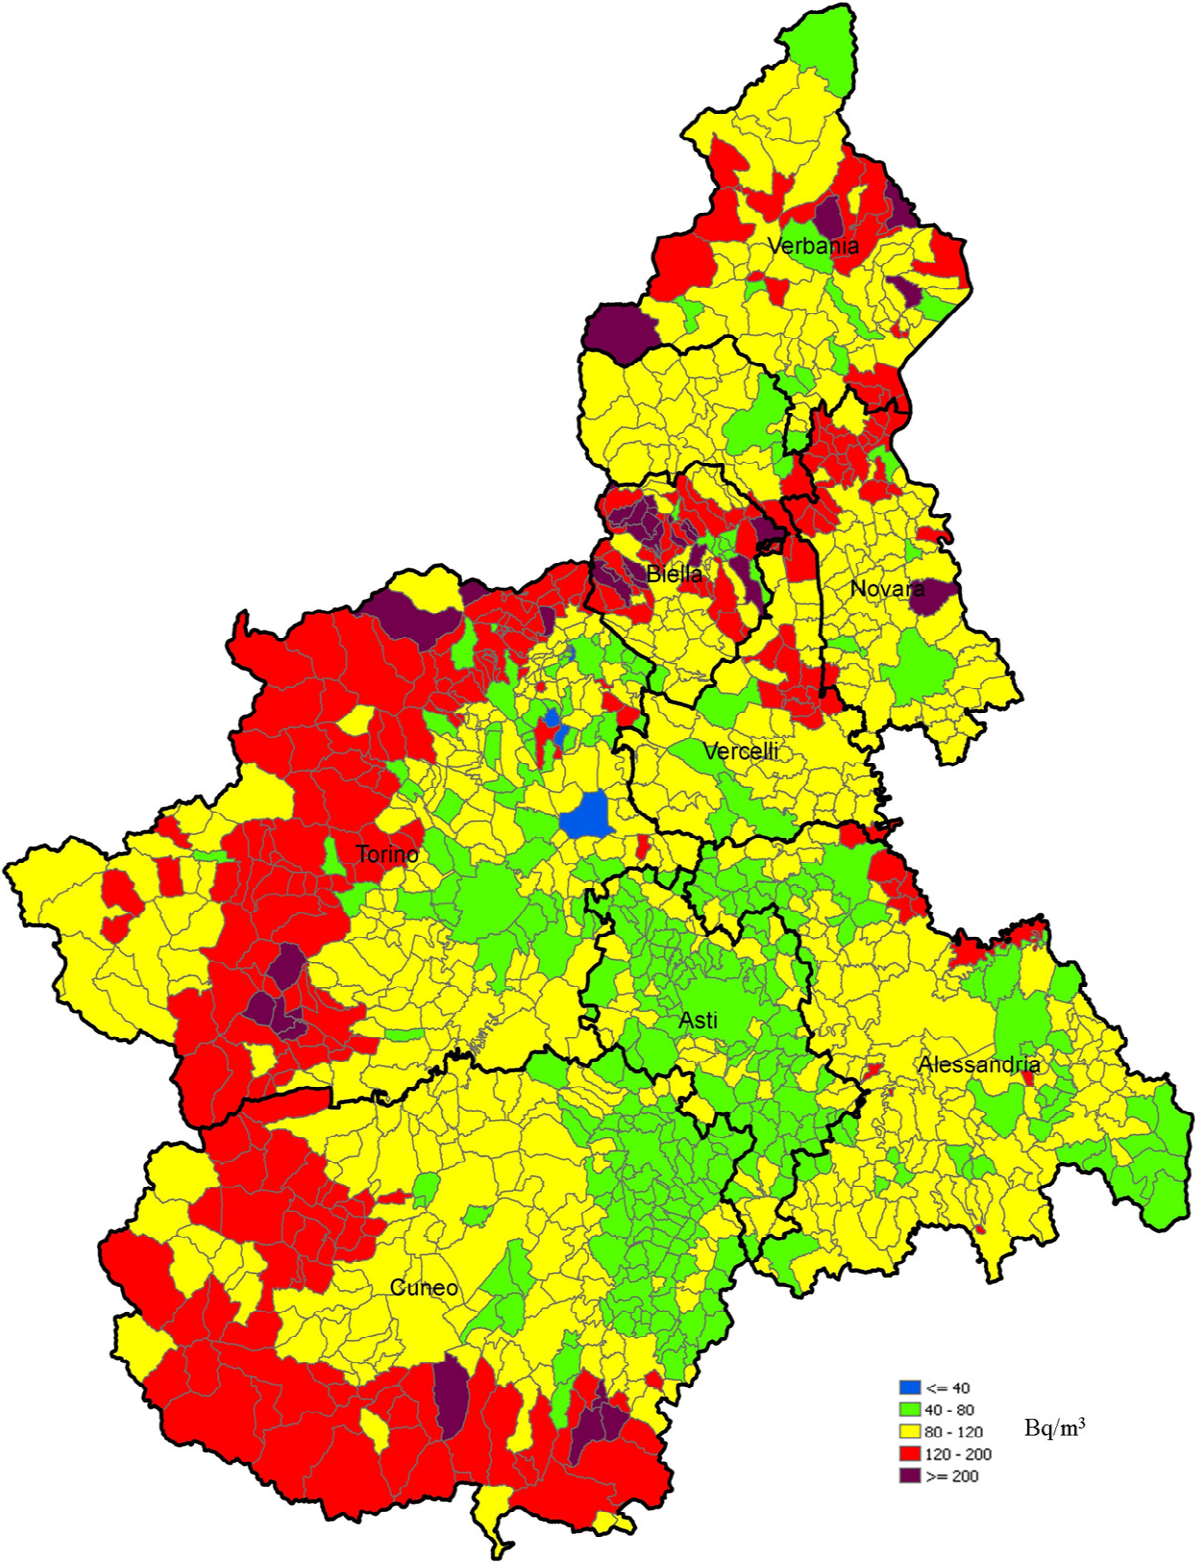 Verbania
Biella
Novara
Vercelli
Torino
Asti
Alessandria
Cuneo
<= 40
40 - 80
80 - 120
120 - 200
>= 200
Bq/m³